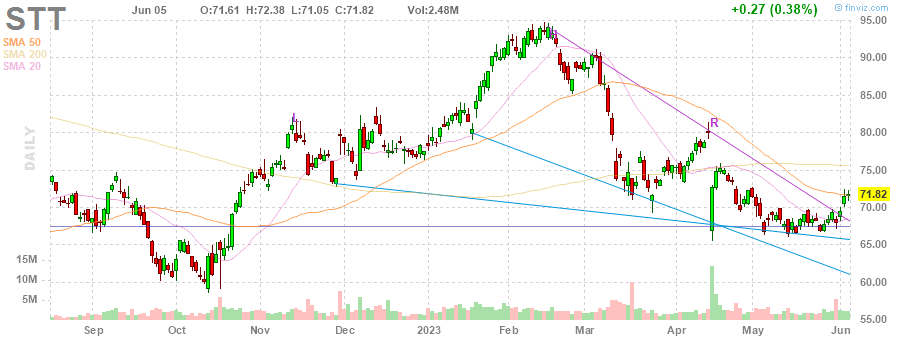 STT Jun 05 O:71.61 H:72.38 L:71.05 C:71.82 Vol:2.48M +0.27 (0.38%) © finviz.com
SMA 50
SMA 200
SMA 20
DAILY
L
R
95.00
90.00
85.00
80.00
75.00
71.82
70.00
65.00
60.00
55.00
15M
10M
5M
Sep Oct Nov Dec 2023 Feb Mar Apr May Jun